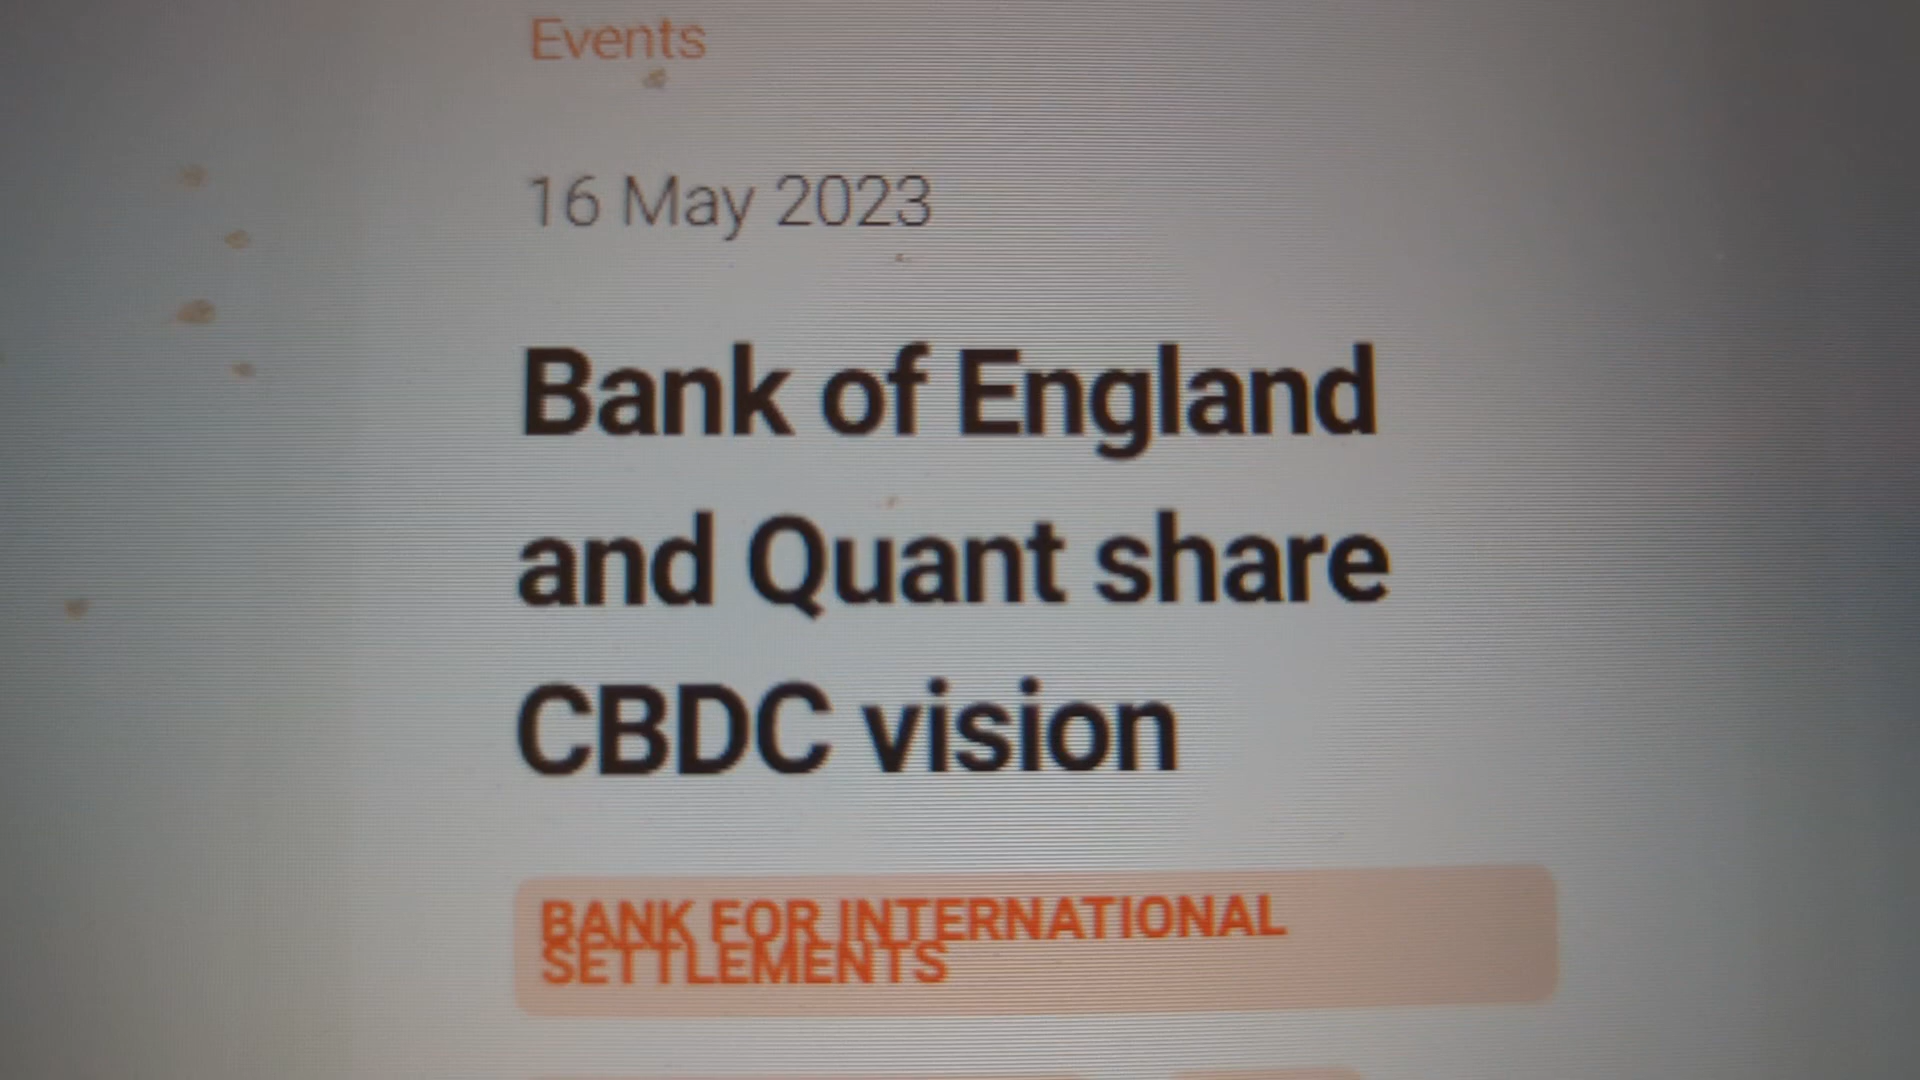 Events
16 May 2023
Bank of England
and Quant share
CBDC vision
BANK FOR INTERNATIONAL
SETTLEMENTS